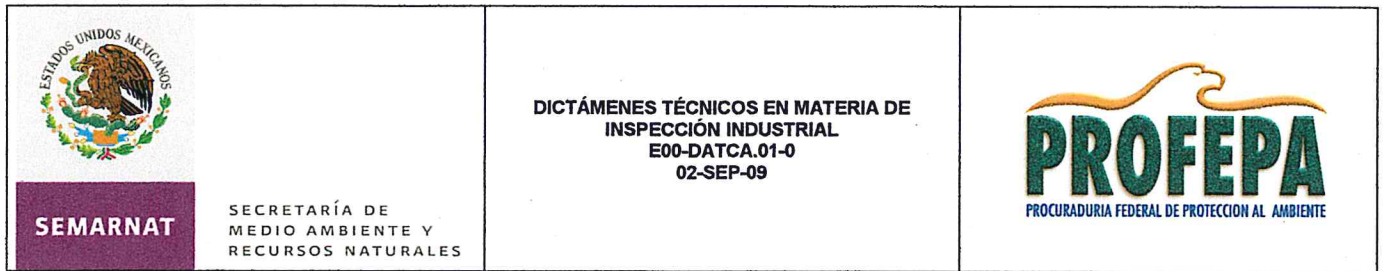 ESTADOS UNIDOS MEXICANOS
SEMARNAT
SECRETARÍA DE
MEDIO AMBIENTE Y
RECURSOS NATURALES
DICTÁMENES TÉCNICOS EN MATERIA DE
INSPECCIÓN INDUSTRIAL
E00-DATCA.01-0
02-SEP-09
PROFEPA
PROCURADURIA FEDERAL DE PROTECCION AL AMBIENTE